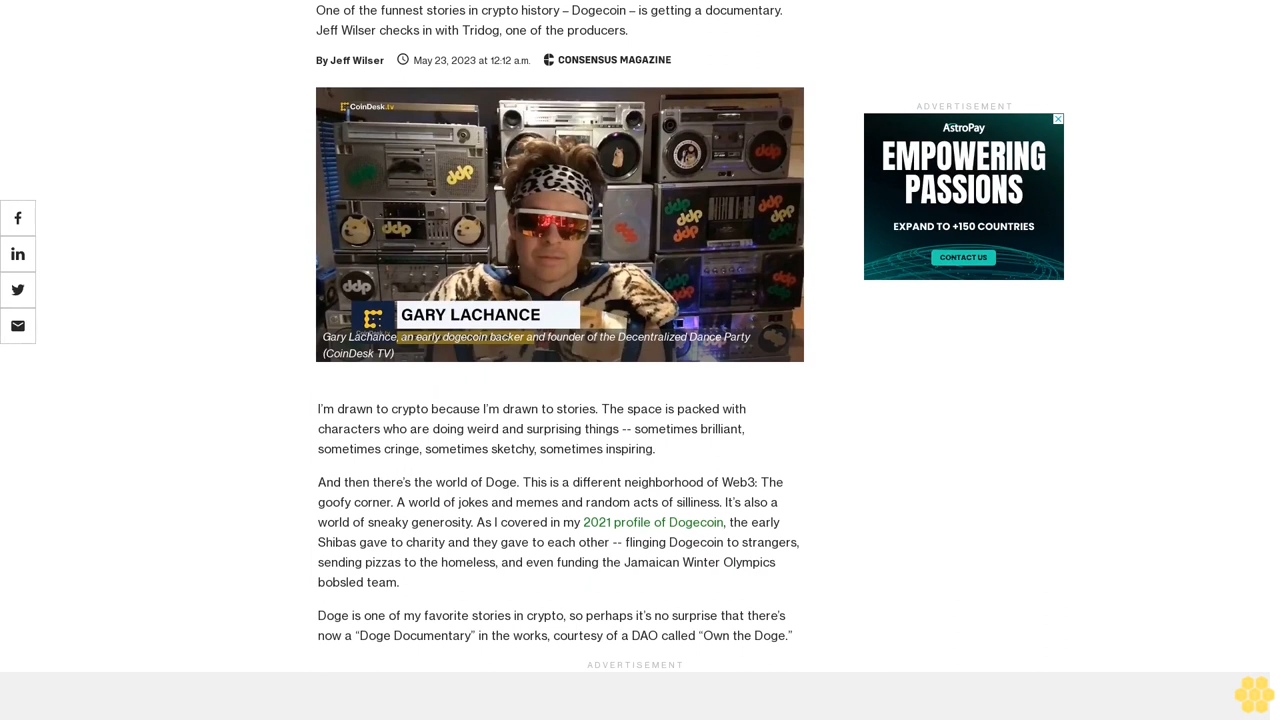 One of the funnest stories in crypto history – Dogecoin – is getting a documentary.
Jeff Wilser checks in with Tridog, one of the producers.
By Jeff Wilser May 23, 2023 at 12:12 a.m. CONSENSUS MAGAZINE
CoinDesk.tv
ddp
ddp
ddp
ddp
ddp
ddp
ddp
ddp
ddp
GARY LACHANCE
Gary Lachance, an early dogecoin backer and founder of the Decentralized Dance Party
(CoinDesk TV)
ADVERTISEMENT
AstroPay
EMPOWERING
PASSIONS
EXPAND TO +150 COUNTRIES
CONTACT US
I’m drawn to crypto because I’m drawn to stories. The space is packed with
characters who are doing weird and surprising things -- sometimes brilliant,
sometimes cringe, sometimes sketchy, sometimes inspiring.
And then there’s the world of Doge. This is a different neighborhood of Web3: The
goofy corner. A world of jokes and memes and random acts of silliness. It’s also a
world of sneaky generosity. As I covered in my 2021 profile of Dogecoin, the early
Shibas gave to charity and they gave to each other -- flinging Dogecoin to strangers,
sending pizzas to the homeless, and even funding the Jamaican Winter Olympics
bobsled team.
Doge is one of my favorite stories in crypto, so perhaps it’s no surprise that there’s
now a “Doge Documentary” in the works, courtesy of a DAO called “Own the Doge.”
ADVERTISEMENT